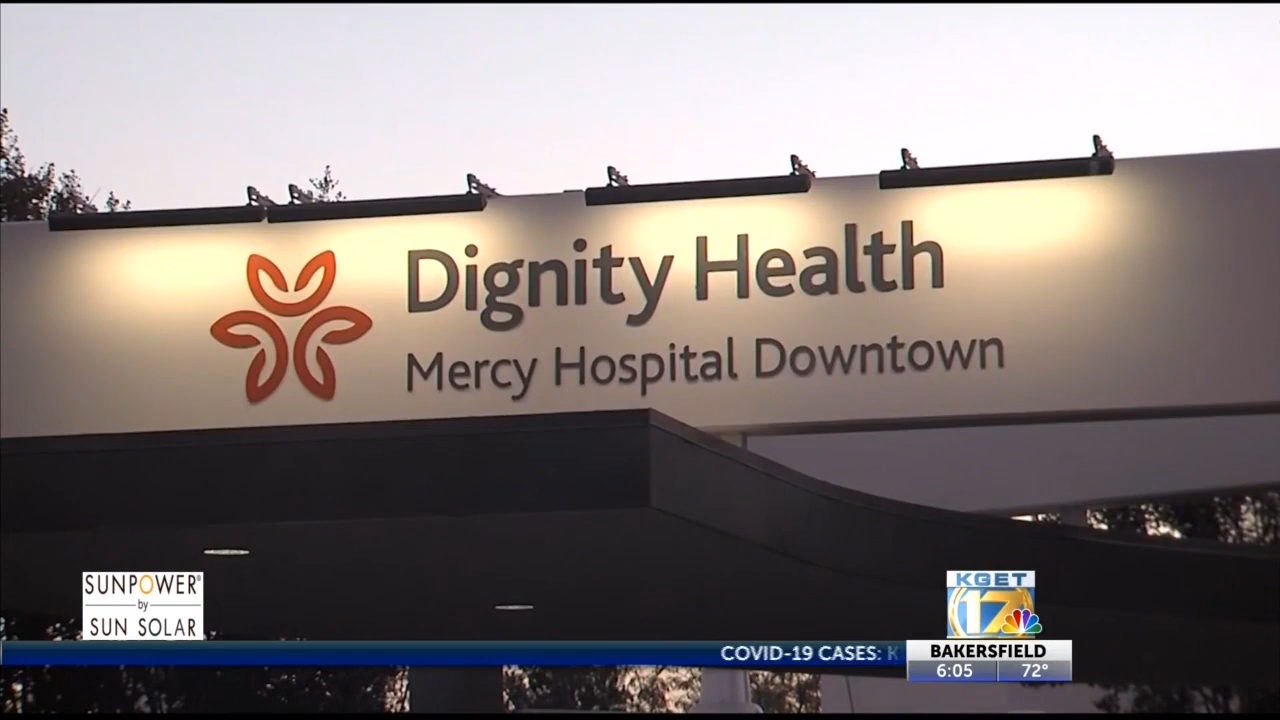 Dignity Health
Mercy Hospital Downtown
SUNPOWER®
by
SUN SOLAR
KGET
17
COVID-19 CASES:
BAKERSFIELD
6:05 72°